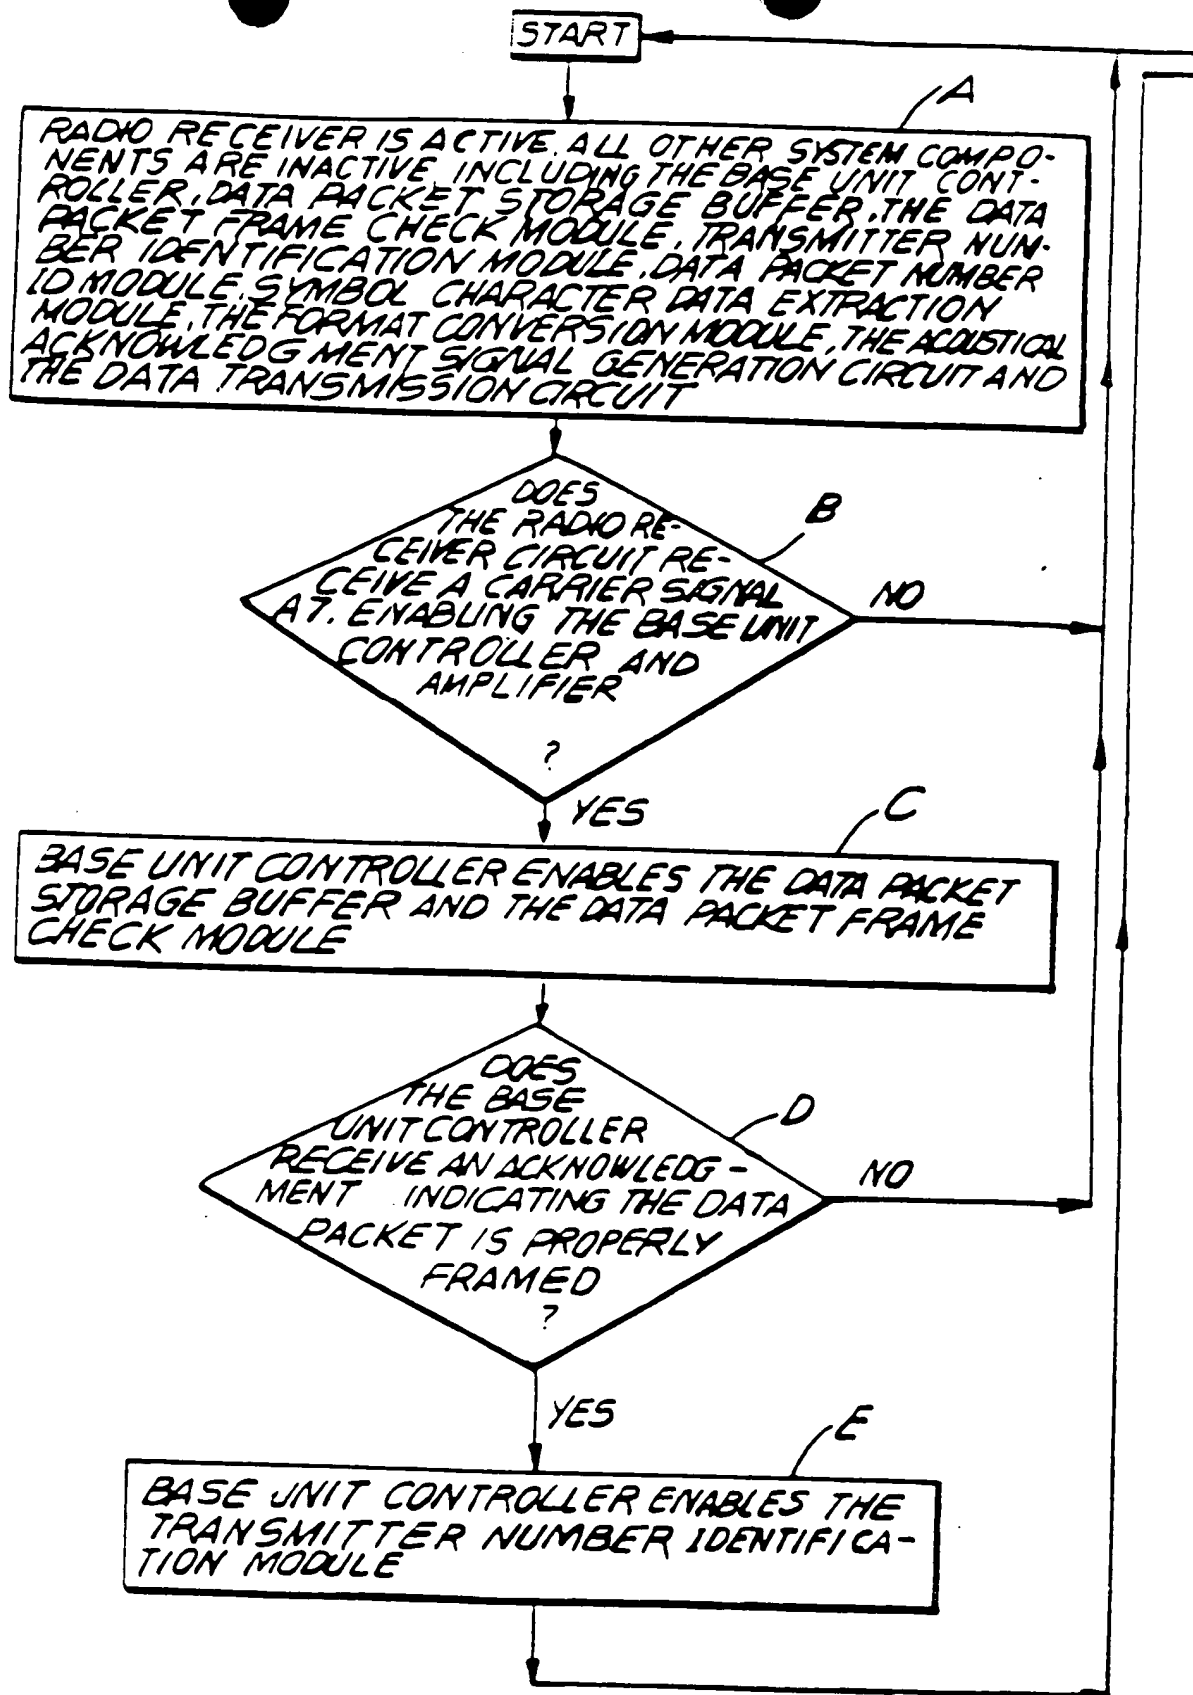 START
A
RADIO RECEIVER IS ACTIVE. ALL OTHER SYSTEM COMPO-
NENTS ARE INACTIVE, INCLUDING THE BASE UNIT CONT-
ROLLER, DATA PACKET STORAGE BUFFER, THE DATA
PACKET FRAME CHECK MODULE, TRANSMITTER NUM-
BER IDENTIFICATION MODULE, DATA PACKET NUMBER
ID MODULE, SYMBOL CHARACTER DATA EXTRACTION
MODULE, THE FORMAT CONVERSION MODULE, THE ACOUSTICAL
ACKNOWLEDGMENT SIGNAL GENERATION CIRCUIT AND
THE DATA TRANSMISSION CIRCUIT
B
DOES
THE RADIO RE-
CEIVER CIRCUIT RE-
CEIVE A CARRIER SIGNAL
AT. ENABLING THE BASE UNIT
CONTROLLER AND
AMPLIFIER
?
NO
YES
C
BASE UNIT CONTROLLER ENABLES THE DATA PACKET
STORAGE BUFFER AND THE DATA PACKET FRAME
CHECK MODULE
D
DOES
THE BASE
UNIT CONTROLLER
RECEIVE AN ACKNOWLEDG-
MENT INDICATING THE DATA
PACKET IS PROPERLY
FRAMED
?
NO
YES
E
BASE UNIT CONTROLLER ENABLES THE
TRANSMITTER NUMBER IDENTIFICA-
TION MODULE